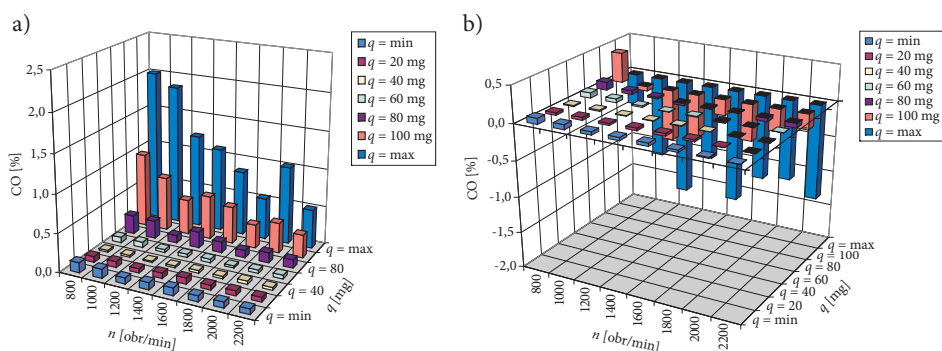 a)
CO [%]
2,5
2,0
1,5
1,0
0,5
0,0
800
1000
1200
1400
1600
1800
2000
2200
n [obr/min]
q = max
q = 80
q = 40
q = min
q [mg]
q = min
q = 20 mg
q = 40 mg
q = 60 mg
q = 80 mg
q = 100 mg
q = max
b)
CO [%]
0,5
0,0
-0,5
-1,0
-1,5
-2,0
800
1000
1200
1400
1600
1800
2000
2200
n [obr/min]
q = max
q = 100
q = 80
q = 60
q = 40
q = 20
q = min
q [mg]
q = min
q = 20 mg
q = 40 mg
q = 60 mg
q = 80 mg
q = 100 mg
q = max